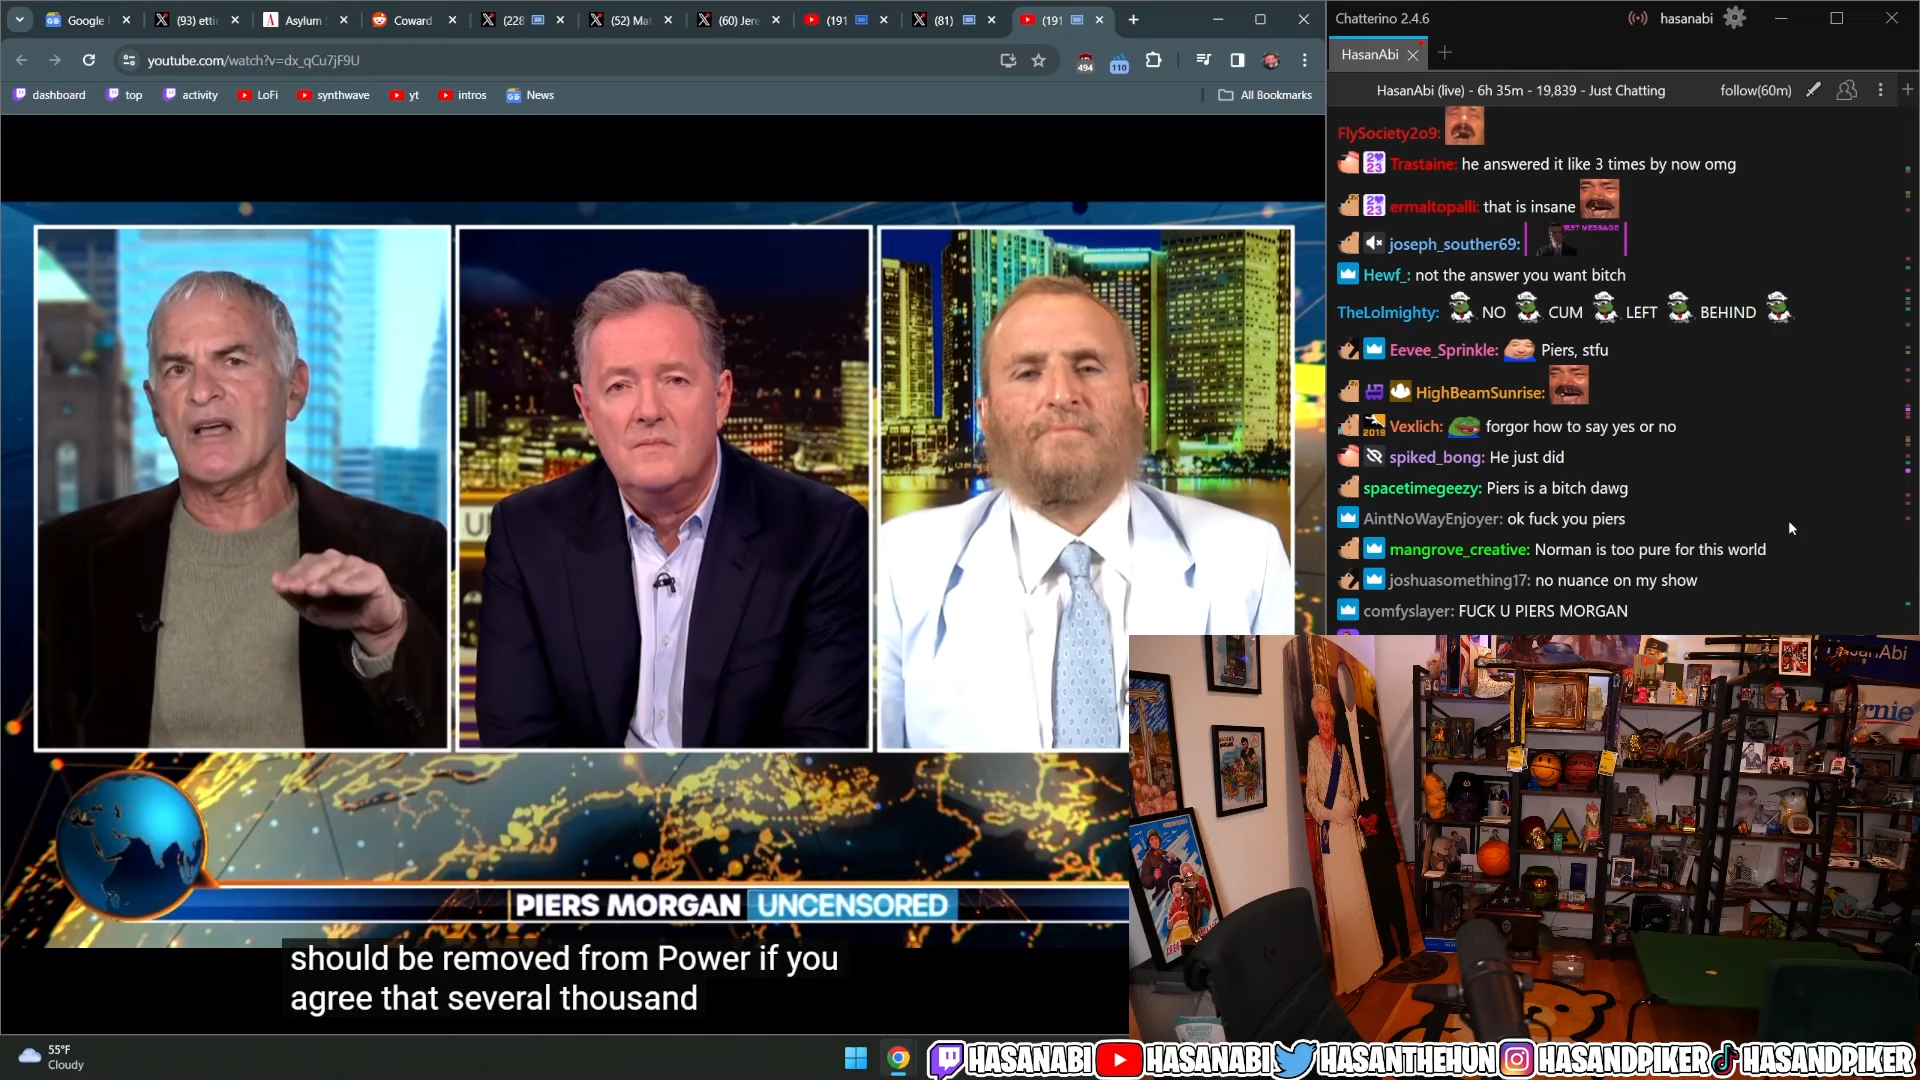 Google
(93) etti
Asylum
Coward
(228
(52) Mat
(60) Jere
(191
(81)
(191
youtube.com/watch?v=dx_qCu7jF9U
494
110
dashboard
top
activity
LoFi
synthwave
yt
intros
News
All Bookmarks
PIERS MORGAN UNCENSORED
should be removed from Power if you
agree that several thousand
55°F
Cloudy
Chatterino 2.4.6
hasanabi
HasanAbi
HasanAbi (live) - 6h 35m - 19,839 - Just Chatting
follow(60m)
FlySociety2o9:
Trastaine: he answered it like 3 times by now omg
ermaltopalli: that is insane
joseph_souther69:
Hewf_: not the answer you want bitch
TheLolmighty: NO CUM LEFT BEHIND
Eevee_Sprinkle: Piers, stfu
HighBeamSunrise:
2019 Vexlich: forgor how to say yes or no
spiked_bong: He just did
spacetimegeezy: Piers is a bitch dawg
AintNoWayEnjoyer: ok fuck you piers
mangrove_creative: Norman is too pure for this world
joshuasomething17: no nuance on my show
comfyslayer: FUCK U PIERS MORGAN
HASANABI
HASANABI
HASANTHEHUN
HASANDPIKER
HASANDPIKER